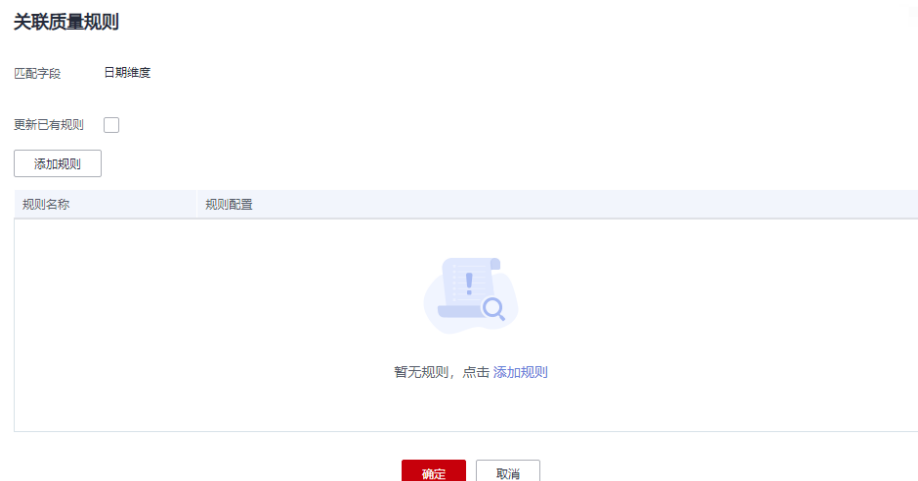 关联质量规则
匹配字段 日期维度
更新已有规则
添加规则
规则名称 规则配置
暂无规则，点击 添加规则
确定 取消